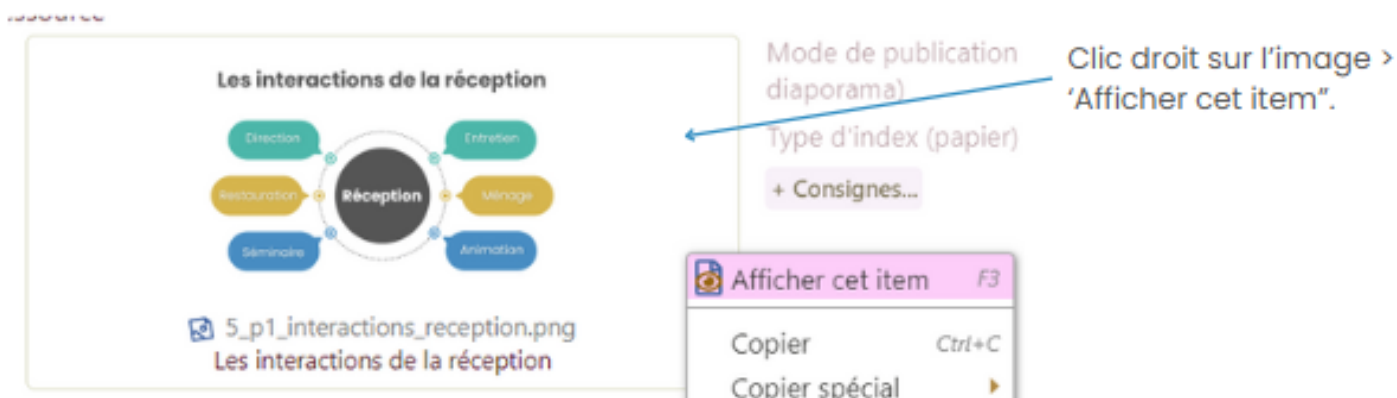 Mode de publication
diaporama)
Type d'index (papier)
+ Consignes...
Clic droit sur l'image >
‘Afficher cet item”.
Les interactions de la réception
Direction
Entretien
Restauration
Réception
Ménage
Séminaire
Animation
5_p1_interactions_reception.png
Les interactions de la réception
Afficher cet item F3
Copier Ctrl+C
Copier spécial